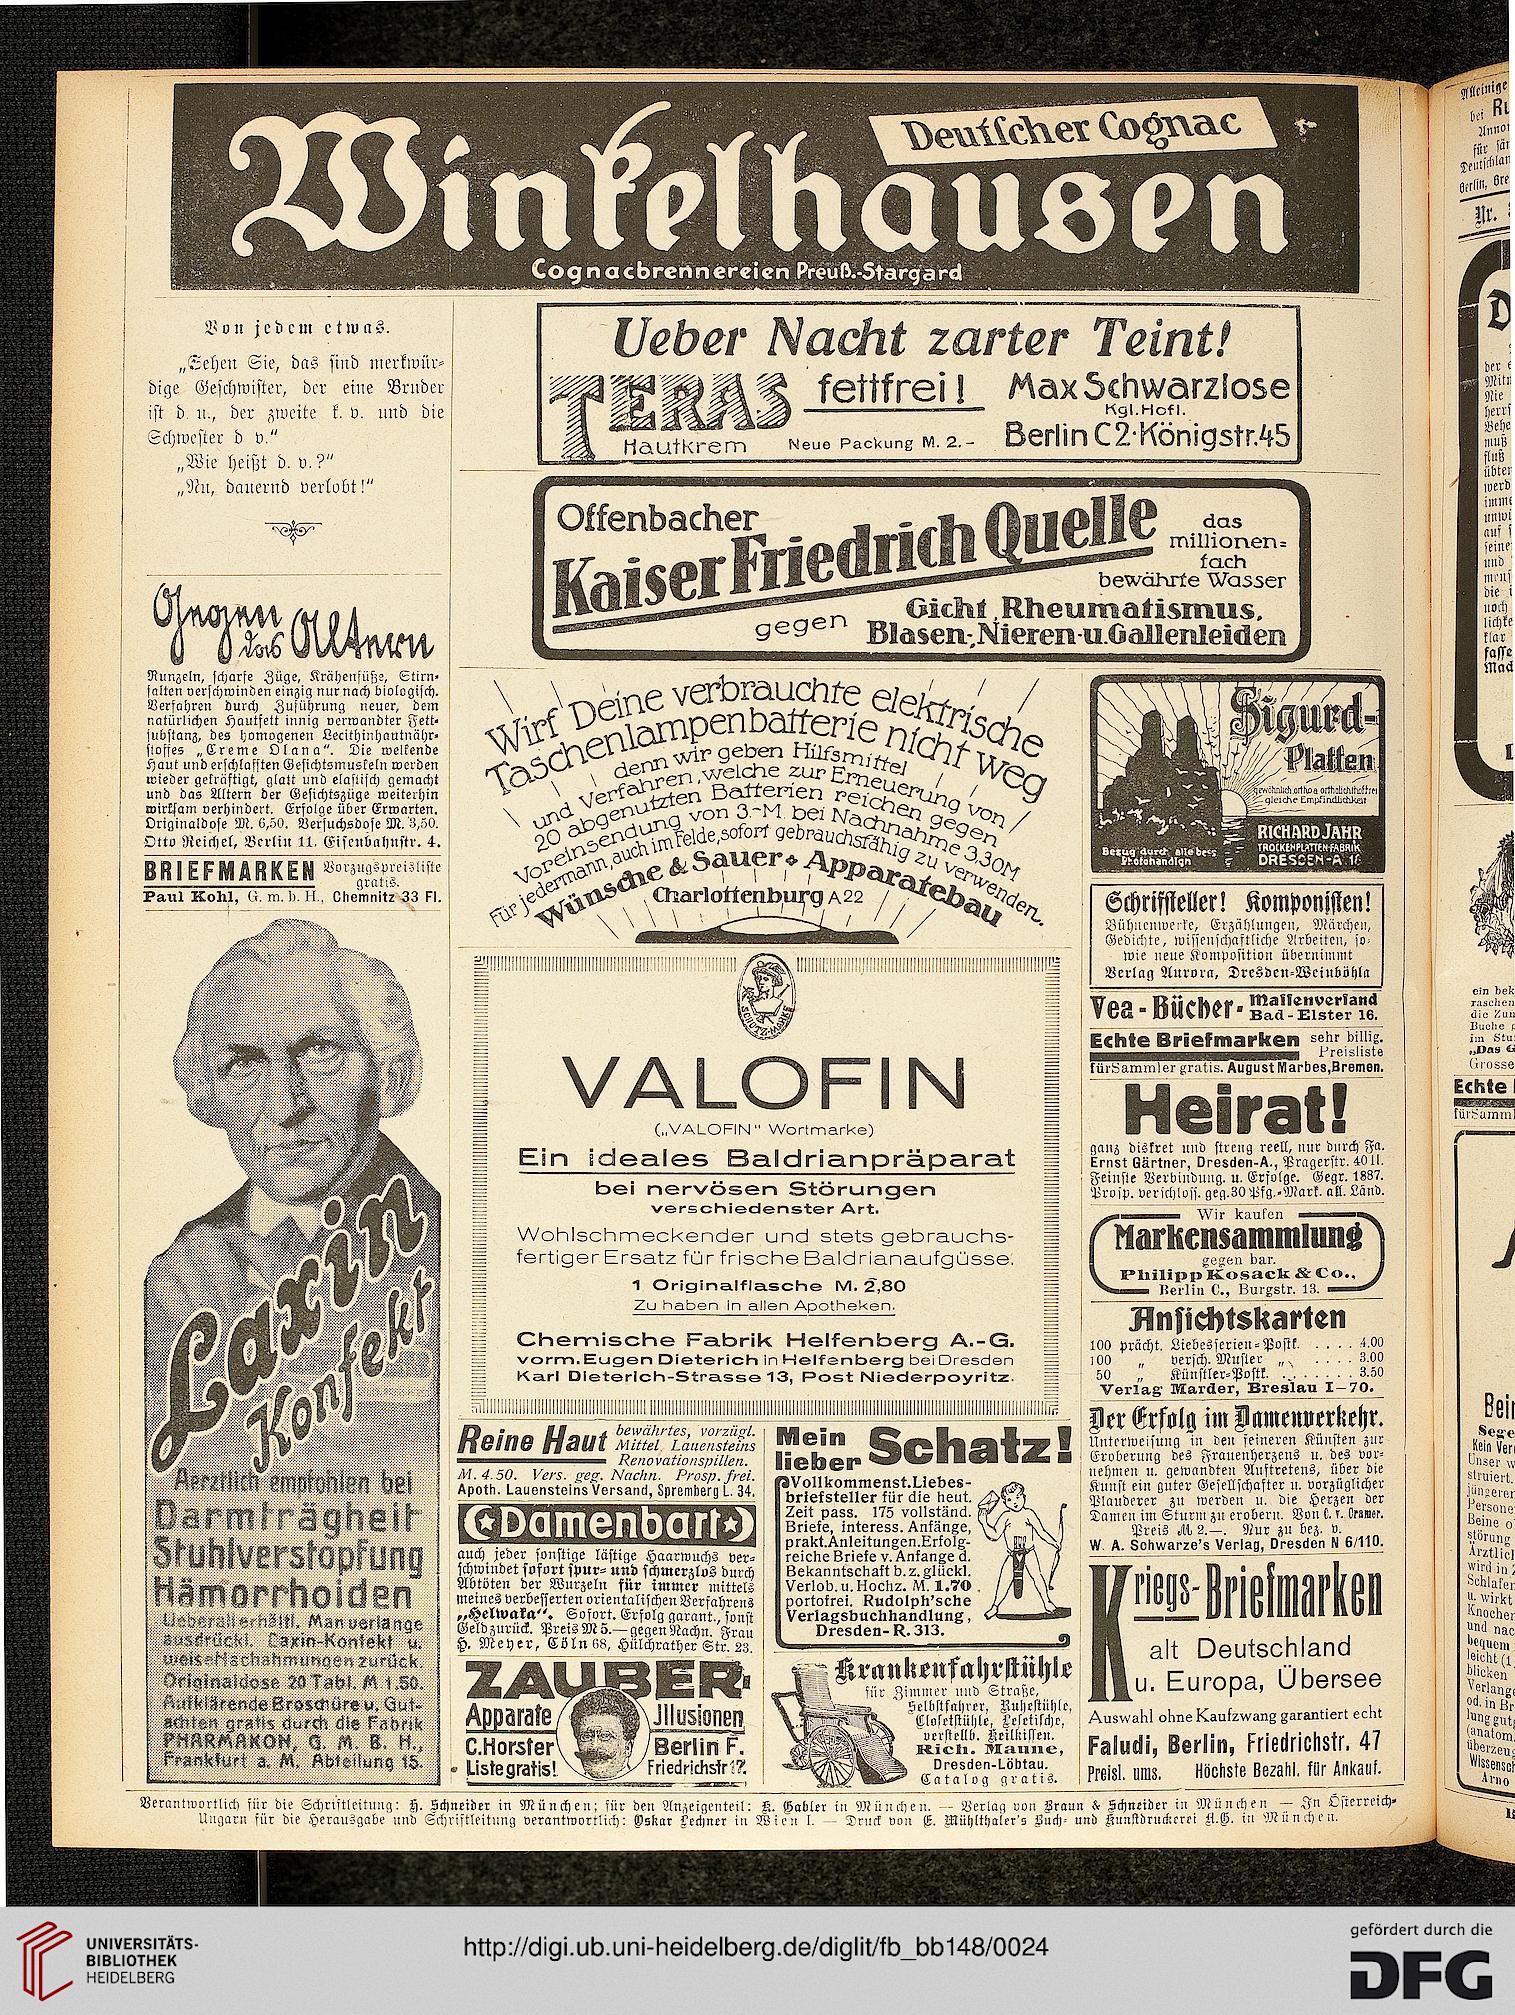 Deutscher Cognac
Winkelhausen
Cognacbrennereien Preuß.-Stargard
Von jedem etwas.
„Sehen Sie, das sind merkwür-
dige Geschwister, der eine Bruder
ist d. u., der zweite k. v. und die
Schwester d v.“
„Wie heißt d. v.?“
„Nu, dauernd verlobt!“
Gegen
das Altern
Runzeln, scharfe Züge, Krähenfüße, Stirn-
falten verschwinden einzig nur nach biologisch.
Verfahren durch Zuführung neuer, dem
natürlichen Hautfett innig verwandter Fett-
substanz, des homogenen Lecithinhautnähr-
stoffes „Creme Olana“. Die welkende
Haut und erschlafften Gesichtsmuskeln werden
wieder gekräftigt, glatt und elastisch gemacht
und das Altern der Gesichtszüge weiterhin
wirksam verhindert. Erfolge über Erwarten.
Originaldose M. 6,50. Versuchsdose M. 3,50.
Otto Reichel, Berlin 11. Eisenbahnstr. 4.
BRIEFMARKEN Vorzugspreisliste
gratis.
Paul Kohl, G. m. b. H., Chemnitz 33 Fl.
Laxin
Konfekt
Aerztlich empfohlen bei
Darmträgheit
Stuhlverstopfung
Hämorrhoiden
Ueberall erhältl. Man verlange
ausdrückl. Laxin-Konfekt u.
weise Nachahmungen zurück.
Originaldose 20 Tabl. M 1.50.
Aufklärende Broschüre u. Gut-
achten gratis durch die Fabrik
PHARMAKON, G. M. B. H.,
Frankfurt a. M. Abteilung 15.
Ueber Nacht zarter Teint!
TERAS fettfrei! Max Schwarzlose
Kgl. Hofl.
Hautkrem Neue Packung M. 2.- Berlin C2·Königstr.45
Offenbacher
Kaiser Friedrich Quelle
das
millionen=
fach
bewährte Wasser
gegen Gicht, Rheumatismus,
Blasen-, Nieren- u. Gallenleiden
Wirf Deine verbrauchte elektrische
Taschenlampenbatterie nicht weg
denn wir geben Hilfsmittel
und Verfahren, welche zur Erneuerung von
20 abgenutzten Batterien reichen gegen
Voreinsendung von 3.-M. bei Nachnahme 3.30M
Für jedermann, auch im Felde, sofort gebrauchsfähig zu verwenden.
Wünsche & Sauer Apparatebau
Charlottenburg A22
SCHUTZ-MARKE
VALOFIN
(„VALOFIN“ Wortmarke)
Ein ideales Baldrianpräparat
bei nervösen Störungen
verschiedenster Art.
Wohlschmeckender und stets gebrauchs-
fertiger Ersatz für frische Baldrianaufgüsse.
1 Originalflasche M. 2,80
Zu haben in allen Apotheken.
Chemische Fabrik Helfenberg A.-G.
vorm. Eugen Dieterich in Helfenberg bei Dresden
Karl Dieterich-Strasse 13, Post Niederpoyritz.
Reine Haut bewährtes, vorzügl.
Mittel Lauensteins
Renovationspillen.
M. 4.50. Vers. geg. Nachn. Prosp. frei.
Apoth. Lauensteins Versand, Spremberg L. 34.
Damenbart
auch jeder sonstige lästige Haarwuchs ver-
schwindet sofort spur- und schmerzlos durch
Abtöten der Wurzeln für immer mittels
meines verbesserten orientalischen Verfahrens
„Helwaka“. Sofort. Erfolg garant., sonst
Geld zurück. Preis M 5.— gegen Nachn. Frau
H. Meyer, Cöln 68, Hülchrather Str. 23.
ZAUBER-
Apparate Jllusionen
C. Horster Berlin F.
Liste gratis! Friedrichstr 17.
Mein
lieber Schatz!
Vollkommenst. Liebes-
briefsteller für die heut.
Zeit pass. 175 vollständ.
Briefe, interess. Anfänge,
prakt. Anleitungen. Erfolg-
reiche Briefe v. Anfange d.
Bekanntschaft b. z. glückl.
Verlob. u. Hochz. M. 1.70
portofrei. Rudolph'sche
Verlagsbuchhandlung,
Dresden-R. 313.
Krankenfahrstühle
für Zimmer und Straße,
Selbstfahrer, Ruhestühle,
Closetstühle, Lesetische,
verstellb. Keilkissen.
Rich. Maune,
Dresden-Löbtau.
Catalog gratis.
Sigurd-
Platten
gewöhnlich, ortho u. ortholichthoffrei
gleiche Empfindlichkeit
RICHARD JAHR
TROCKENPLATTEN-FABRIK
DRESDEN-A. 16
Bezug durch alle bess
Photohandlgn
Schriftsteller! Komponisten!
Bühnenwerke, Erzählungen, Märchen,
Gedichte, wissenschaftliche Arbeiten, so-
wie neue Komposition übernimmt
Verlag Aurora, Dresden-Weinböhla
Vea-Bücher- Massenversand
Bad-Elster 16.
Echte Briefmarken sehr billig.
Preisliste
für Sammler gratis. August Marbes, Bremen.
Heirat!
ganz diskret und streng reell, nur durch Fa.
Ernst Gärtner, Dresden-A., Pragerstr. 40 II.
Feinste Verbindung. u. Erfolge. Gegr. 1887.
Prosp. verschloss. geg. 30 Pfg.-Mark. all. Länd.
Wir kaufen
Markensammlung
gegen bar.
Philipp Kosack & Co.,
Berlin C., Burgstr. 13.
Ansichtskarten
100 prächt. Liebesserien-Postk. . . . . 4.00
100 „ versch. Muster „ . . . . 3.00
50 „ Künstler-Postk. . . . . . . . 3.50
Verlag Marder, Breslau I-70.
Der Erfolg im Damenverkehr.
Unterweisung in den feineren Künsten zur
Eroberung des Frauenherzens u. des vor-
nehmen u. gewandten Auftretens, über die
Kunst ein guter Gesellschafter u. vorzüglicher
Plauderer zu werden u. die Herzen der
Damen im Sturm zu erobern. Von C. v. Cramer.
Preis M 2.—. Nur zu bez. v.
W. A. Schwarze's Verlag, Dresden N 6/110.
Kriegs-Briefmarken
alt Deutschland
u. Europa, Übersee
Auswahl ohne Kaufzwang garantiert echt
Faludi, Berlin, Friedrichstr. 47
Preisl. ums. Höchste Bezahl. für Ankauf.
Verantwortlich für die Schriftleitung: H. Schneider in München; für den Anzeigenteil: K. Gabler in München. — Verlag von Braun & Schneider in München — In Österreich-
Ungarn für die Herausgabe und Schriftleitung verantwortlich: Oskar Lechner in Wien I. — Druck von E. Mühlthaler's Buch- und Kunstdruckerei A.G. in München.
UNIVERSITÄTS-
BIBLIOTHEK
HEIDELBERG
http://digi.ub.uni-heidelberg.de/diglit/fb_bb148/0024
gefördert durch die
DFG